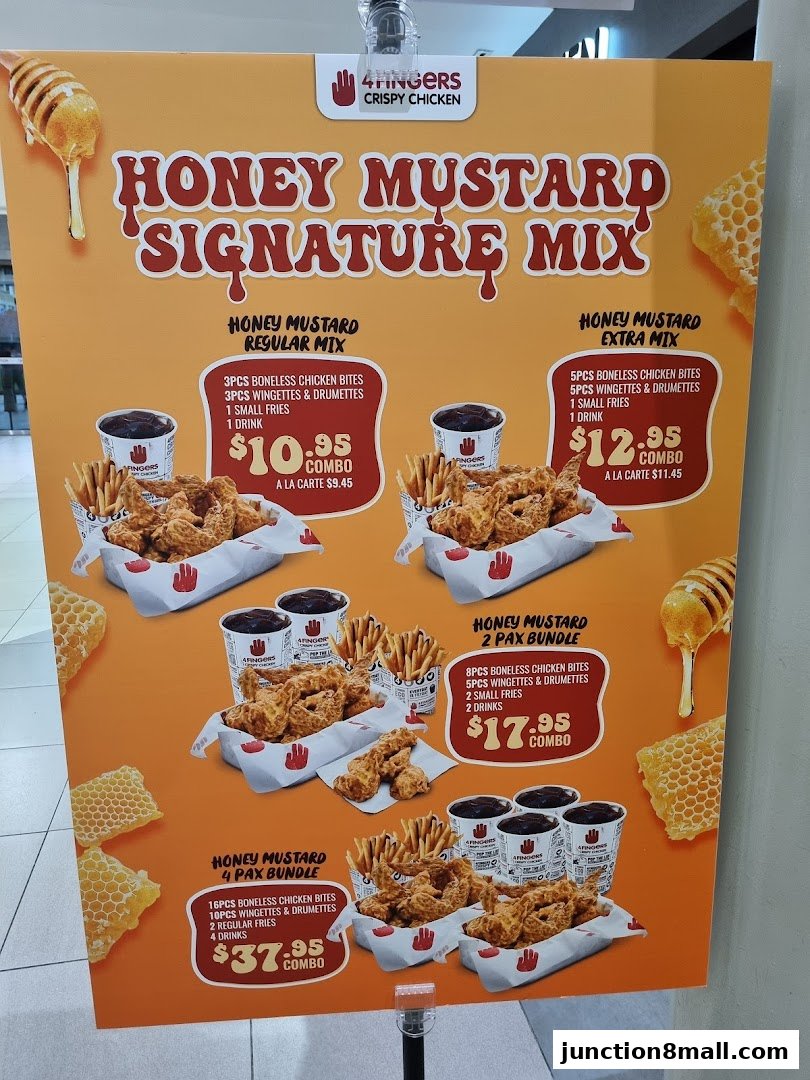 4FINGERS
CRISPY CHICKEN
HONEY MUSTARD
SIGNATURE MIX
HONEY MUSTARD
REGULAR MIX
3PCS BONELESS CHICKEN BITES
3PCS WINGETTES & DRUMETTES
1 SMALL FRIES
1 DRINK
$10.95
COMBO
A LA CARTE $9.45
HONEY MUSTARD
EXTRA MIX
5PCS BONELESS CHICKEN BITES
5PCS WINGETTES & DRUMETTES
1 SMALL FRIES
1 DRINK
$12.95
COMBO
A LA CARTE $11.45
HONEY MUSTARD
2 PAX BUNDLE
8PCS BONELESS CHICKEN BITES
5PCS WINGETTES & DRUMETTES
2 SMALL FRIES
2 DRINKS
$17.95
COMBO
HONEY MUSTARD
4 PAX BUNDLE
16PCS BONELESS CHICKEN BITES
10PCS WINGETTES & DRUMETTES
2 REGULAR FRIES
4 DRINKS
$37.95
COMBO
junction8mall.com